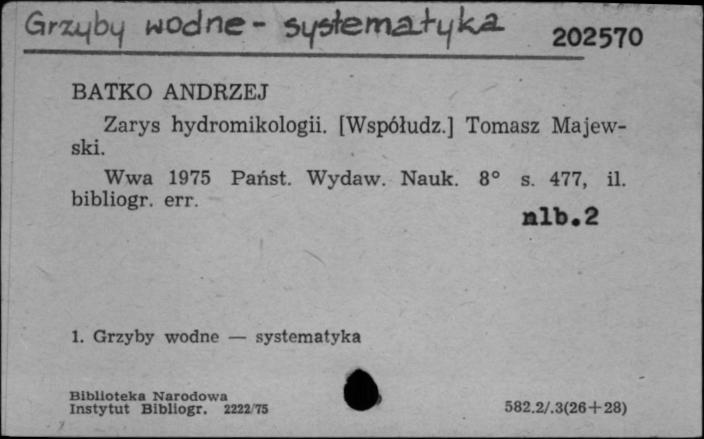 Grzyby wodne - systematyka
202570
BATKO ANDRZEJ
Zarys hydromikologii. [Współudz.] Tomasz Majew-
ski.
Wwa 1975 Państ. Wydaw. Nauk. 8° s. 477, il.
bibliogr. err.
nlb.2
1. Grzyby wodne — systematyka
Biblioteka Narodowa
Instytut Bibliogr. 2222/75
582.2/.3(26+28)